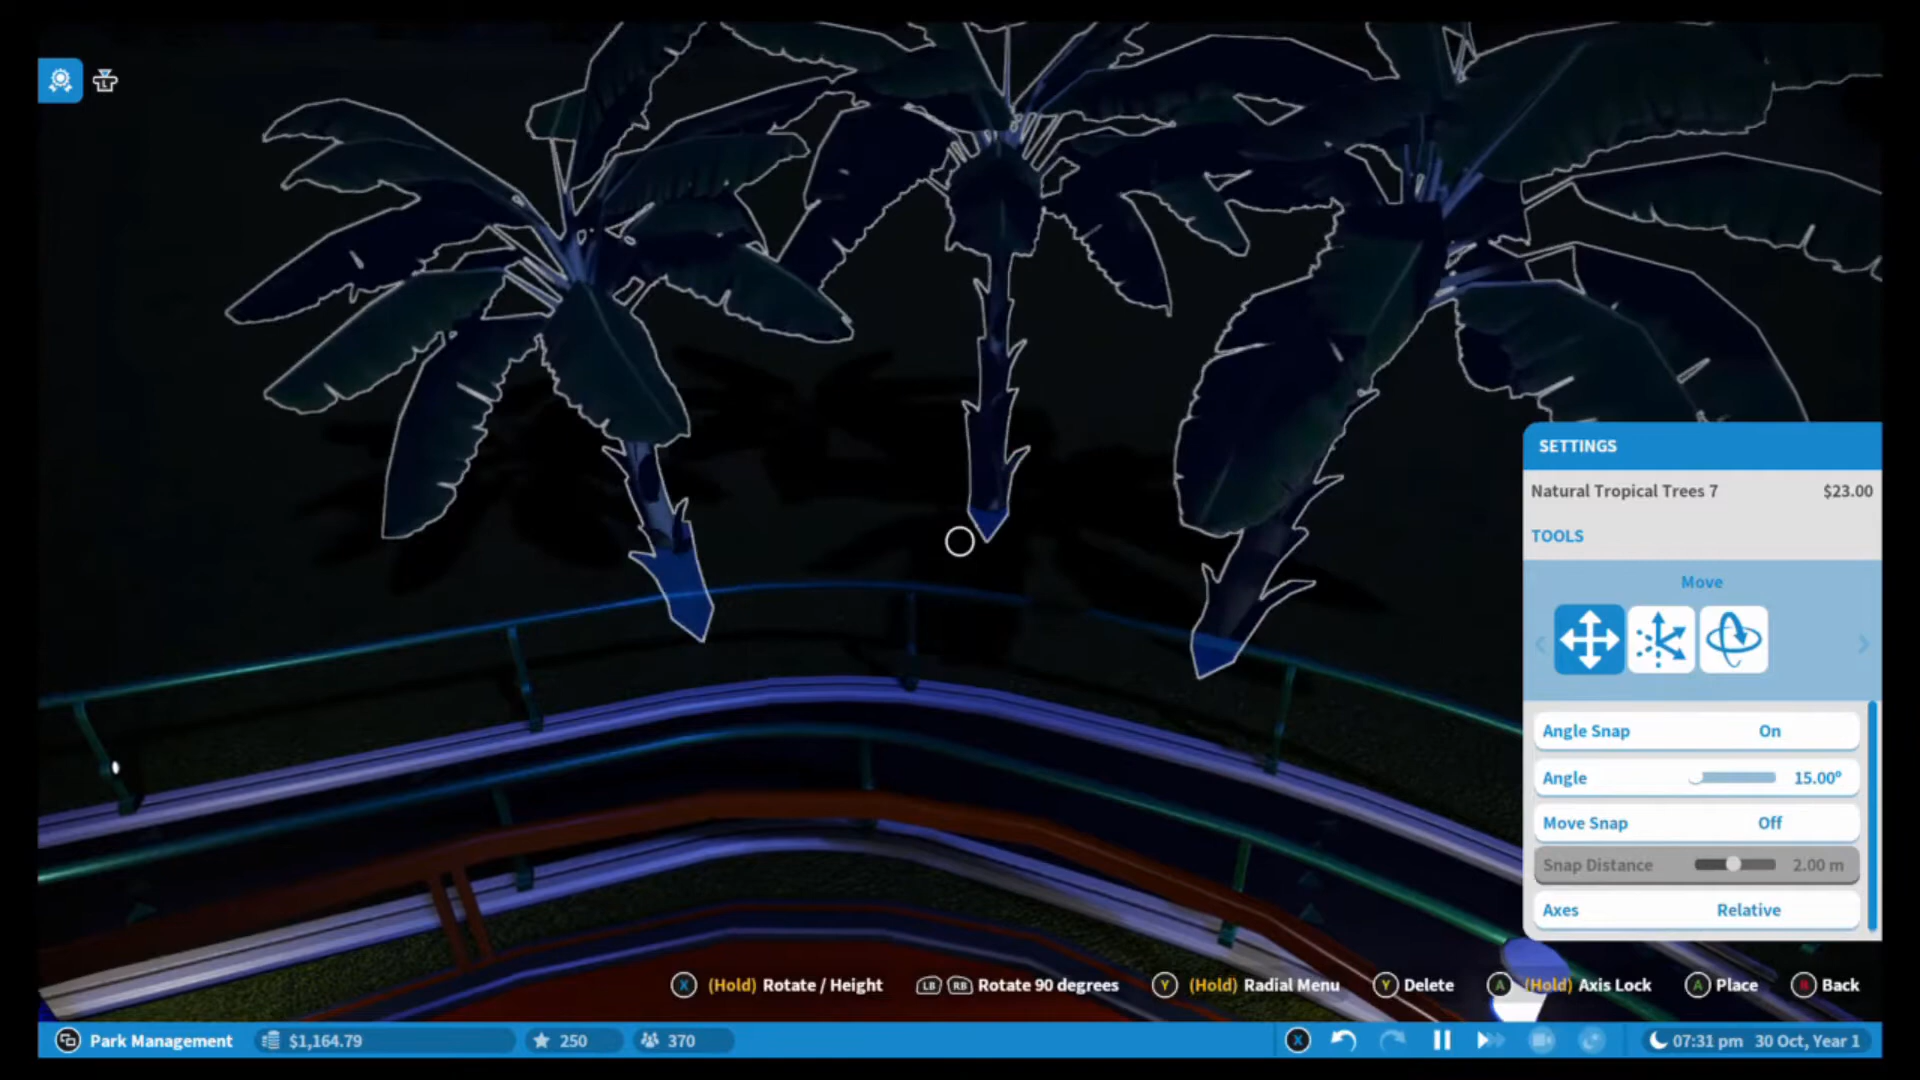 L
SETTINGS
Natural Tropical Trees 7 $23.00
TOOLS
Move
Angle Snap On
Angle 15.00°
Move Snap Off
Snap Distance 2.00 m
Axes Relative
X (Hold) Rotate / Height LB RB Rotate 90 degrees Y (Hold) Radial Menu Y Delete A (Hold) Axis Lock A Place B Back
Park Management $1,164.79 250 370 X 07:31 pm 30 Oct, Year 1